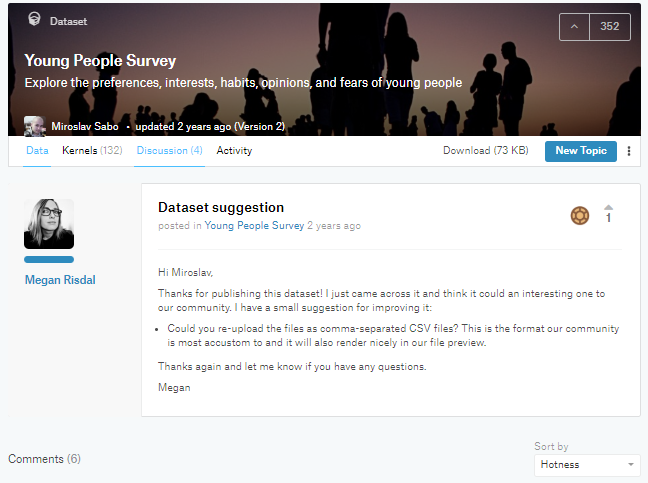 Dataset
352
Young People Survey
Explore the preferences, interests, habits, opinions, and fears of young people
Miroslav Sabo • updated 2 years ago (Version 2)
Data Kernels (132) Discussion (4) Activity Download (73 KB) New Topic
Dataset suggestion
posted in Young People Survey 2 years ago
1
Megan Risdal
Hi Miroslav,
Thanks for publishing this dataset! I just came across it and think it could an interesting one to
our community. I have a small suggestion for improving it:
• Could you re-upload the files as comma-separated CSV files? This is the format our community
is most accustom to and it will also render nicely in our file preview.
Thanks again and let me know if you have any questions.
Megan
Comments (6)
Sort by
Hotness